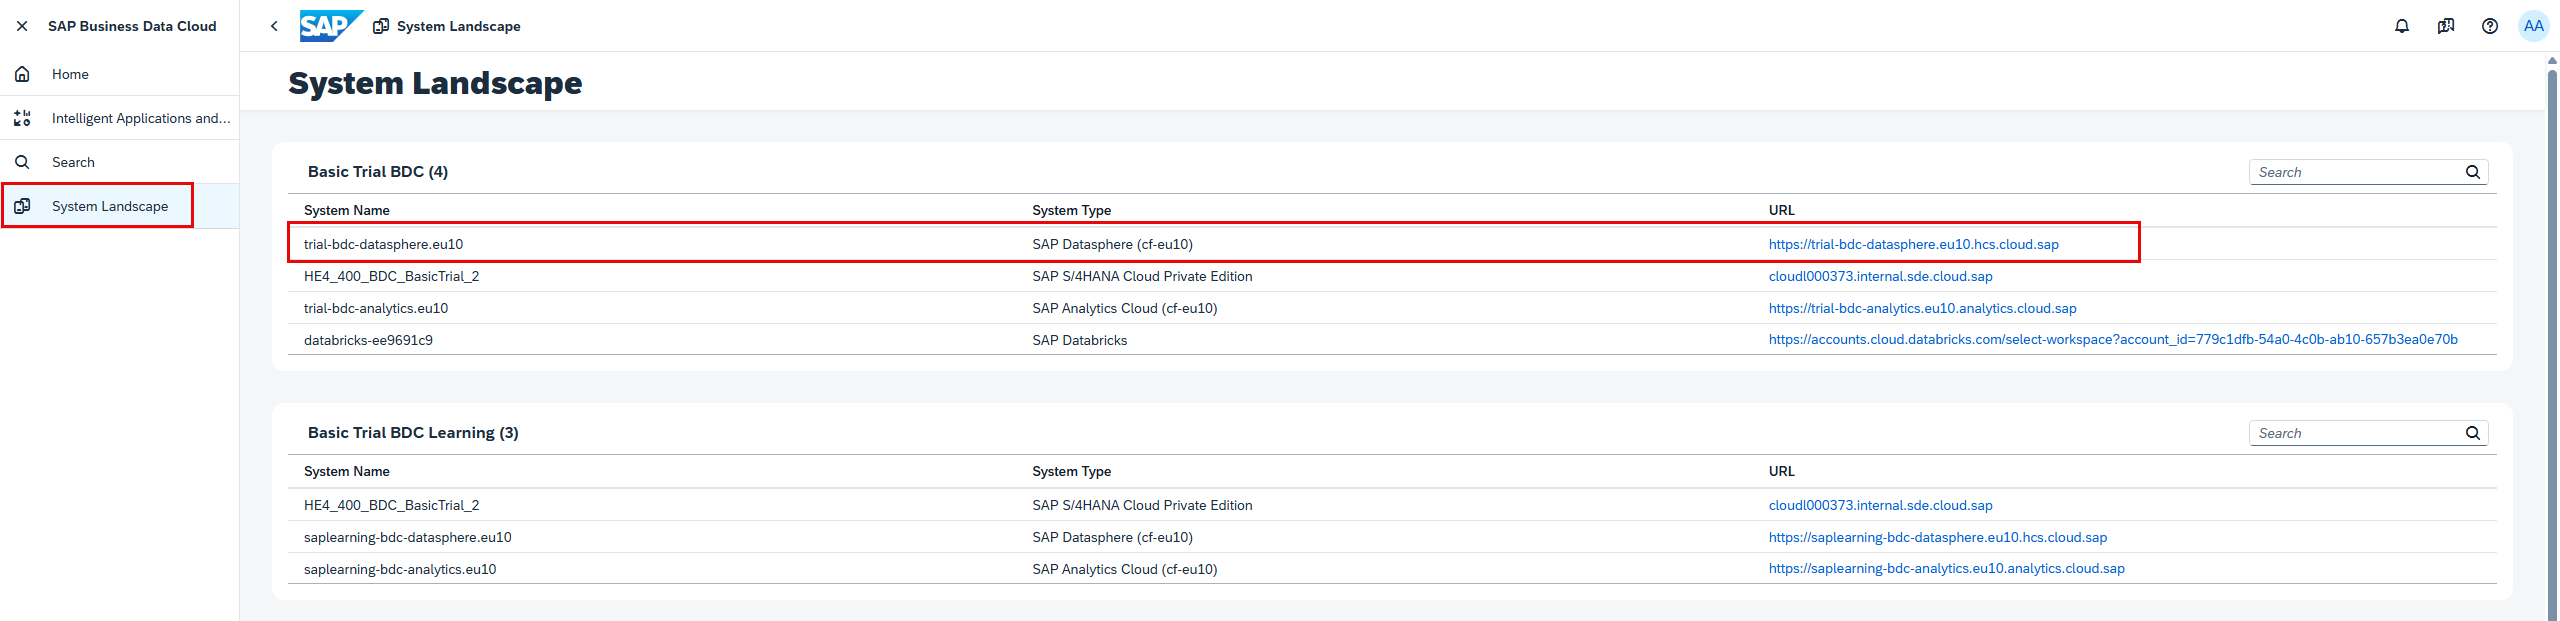 SAP Business Data Cloud
Home
Intelligent Applications and...
Search
System Landscape
SAP System Landscape
AA
System Landscape
Basic Trial BDC (4)
Search
System Name System Type URL
trial-bdc-datasphere.eu10 SAP Datasphere (cf-eu10) https://trial-bdc-datasphere.eu10.hcs.cloud.sap
HE4_400_BDC_BasicTrial_2 SAP S/4HANA Cloud Private Edition cloudl000373.internal.sde.cloud.sap
trial-bdc-analytics.eu10 SAP Analytics Cloud (cf-eu10) https://trial-bdc-analytics.eu10.analytics.cloud.sap
databricks-ee9691c9 SAP Databricks https://accounts.cloud.databricks.com/select-workspace?account_id=779c1dfb-54a0-4c0b-ab10-657b3ea0e70b
Basic Trial BDC Learning (3)
Search
System Name System Type URL
HE4_400_BDC_BasicTrial_2 SAP S/4HANA Cloud Private Edition cloudl000373.internal.sde.cloud.sap
saplearning-bdc-datasphere.eu10 SAP Datasphere (cf-eu10) https://saplearning-bdc-datasphere.eu10.hcs.cloud.sap
saplearning-bdc-analytics.eu10 SAP Analytics Cloud (cf-eu10) https://saplearning-bdc-analytics.eu10.analytics.cloud.sap